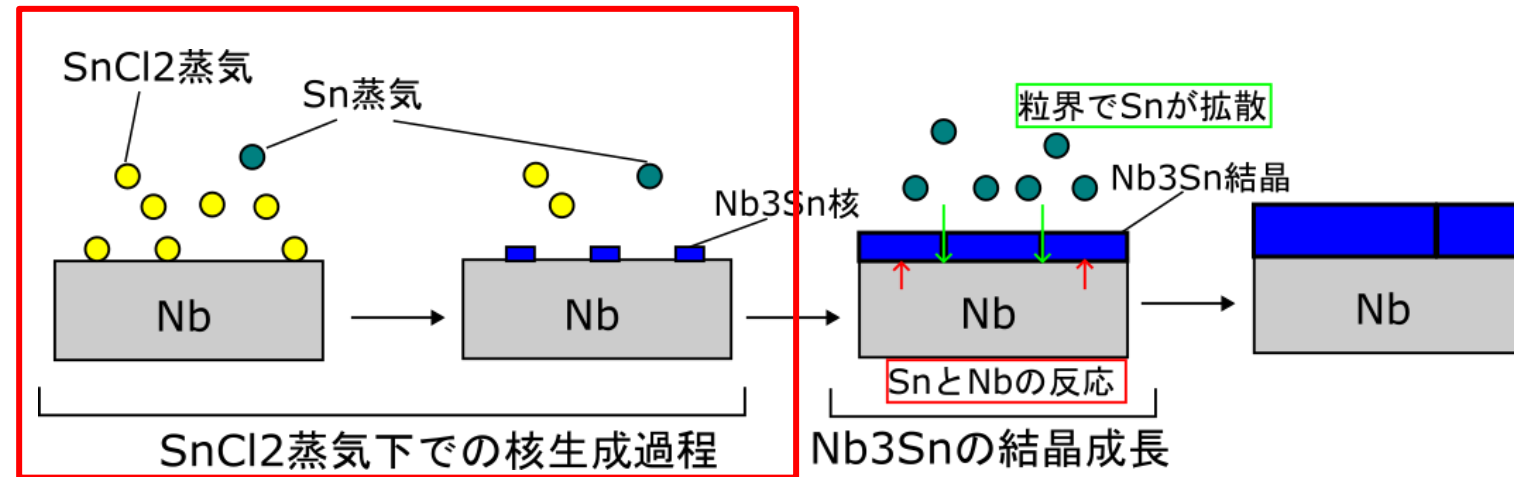 SnCl2蒸気
Sn蒸気
粒界でSnが拡散
Nb3Sn核
Nb3Sn結晶
Nb
Nb
Nb
Nb
SnとNbの反応
SnCl2蒸気下での核生成過程
Nb3Snの結晶成長